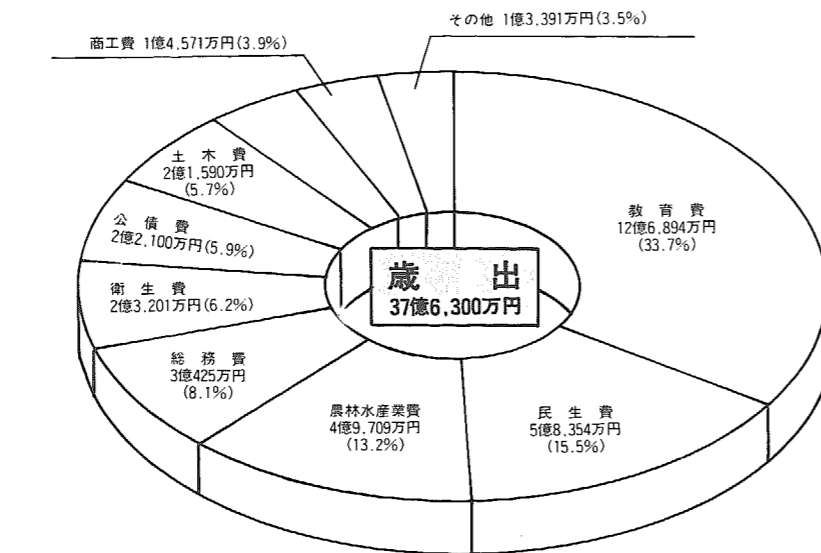 その他 1億3,391万円(3.5%)
商工費 1億4,571万円(3.9%)
土木費
2億1,590万円
(5.7%)
教育費
12億6,894万円
(33.7%)
公債費
2億2,100万円(5.9%)
歳出
37億6,300万円
衛生費
2億3,201万円(6.2%)
総務費
3億425万円
(8.1%)
農林水産業費
4億9,709万円
(13.2%)
民生費
5億8,354万円
(15.5%)